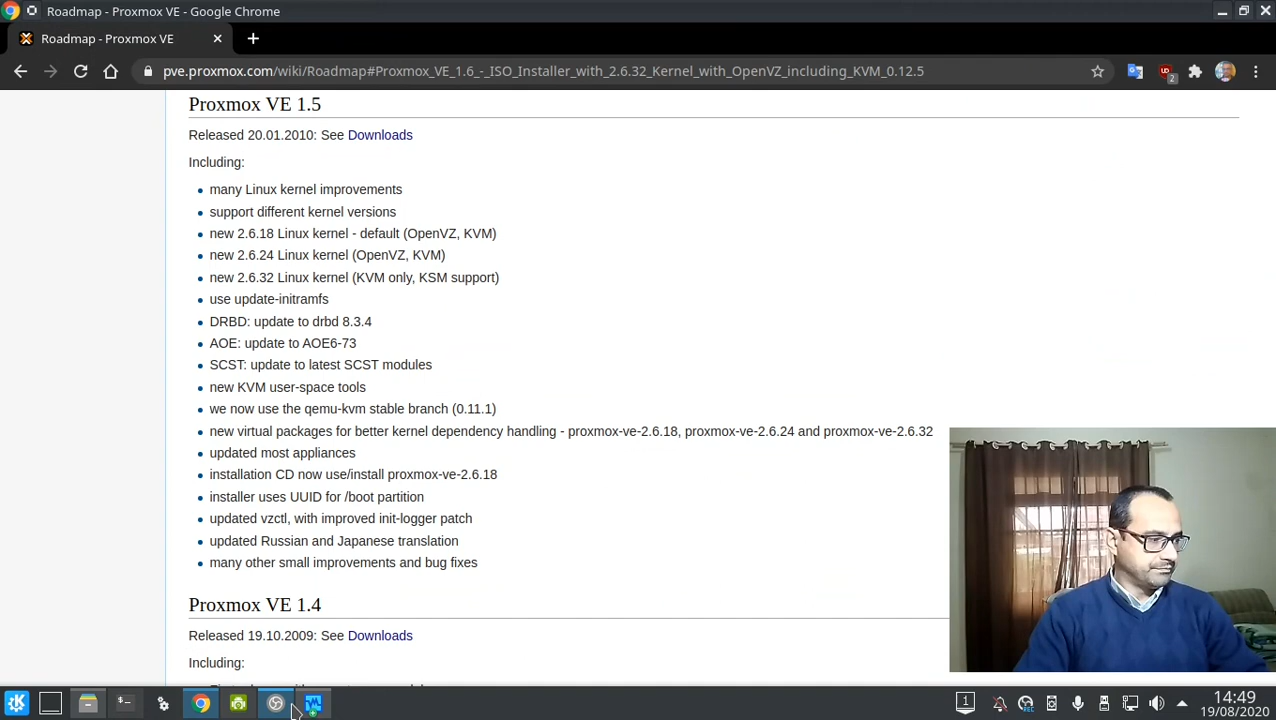 Roadmap - Proxmox VE - Google Chrome
Roadmap - Proxmox VE
pve.proxmox.com/wiki/Roadmap#Proxmox_VE_1.6_-_ISO_Installer_with_2.6.32_Kernel_with_OpenVZ_including_KVM_0.12.5
2
Proxmox VE 1.5
Released 20.01.2010: See Downloads
Including:
many Linux kernel improvements
support different kernel versions
new 2.6.18 Linux kernel - default (OpenVZ, KVM)
new 2.6.24 Linux kernel (OpenVZ, KVM)
new 2.6.32 Linux kernel (KVM only, KSM support)
use update-initramfs
DRBD: update to drbd 8.3.4
AOE: update to AOE6-73
SCST: update to latest SCST modules
new KVM user-space tools
we now use the qemu-kvm stable branch (0.11.1)
new virtual packages for better kernel dependency handling - proxmox-ve-2.6.18, proxmox-ve-2.6.24 and proxmox-ve-2.6.32
updated most appliances
installation CD now use/install proxmox-ve-2.6.18
installer uses UUID for /boot partition
updated vzctl, with improved init-logger patch
updated Russian and Japanese translation
many other small improvements and bug fixes
Proxmox VE 1.4
Released 19.10.2009: See Downloads
Including:
1
REC
14:49
19/08/2020